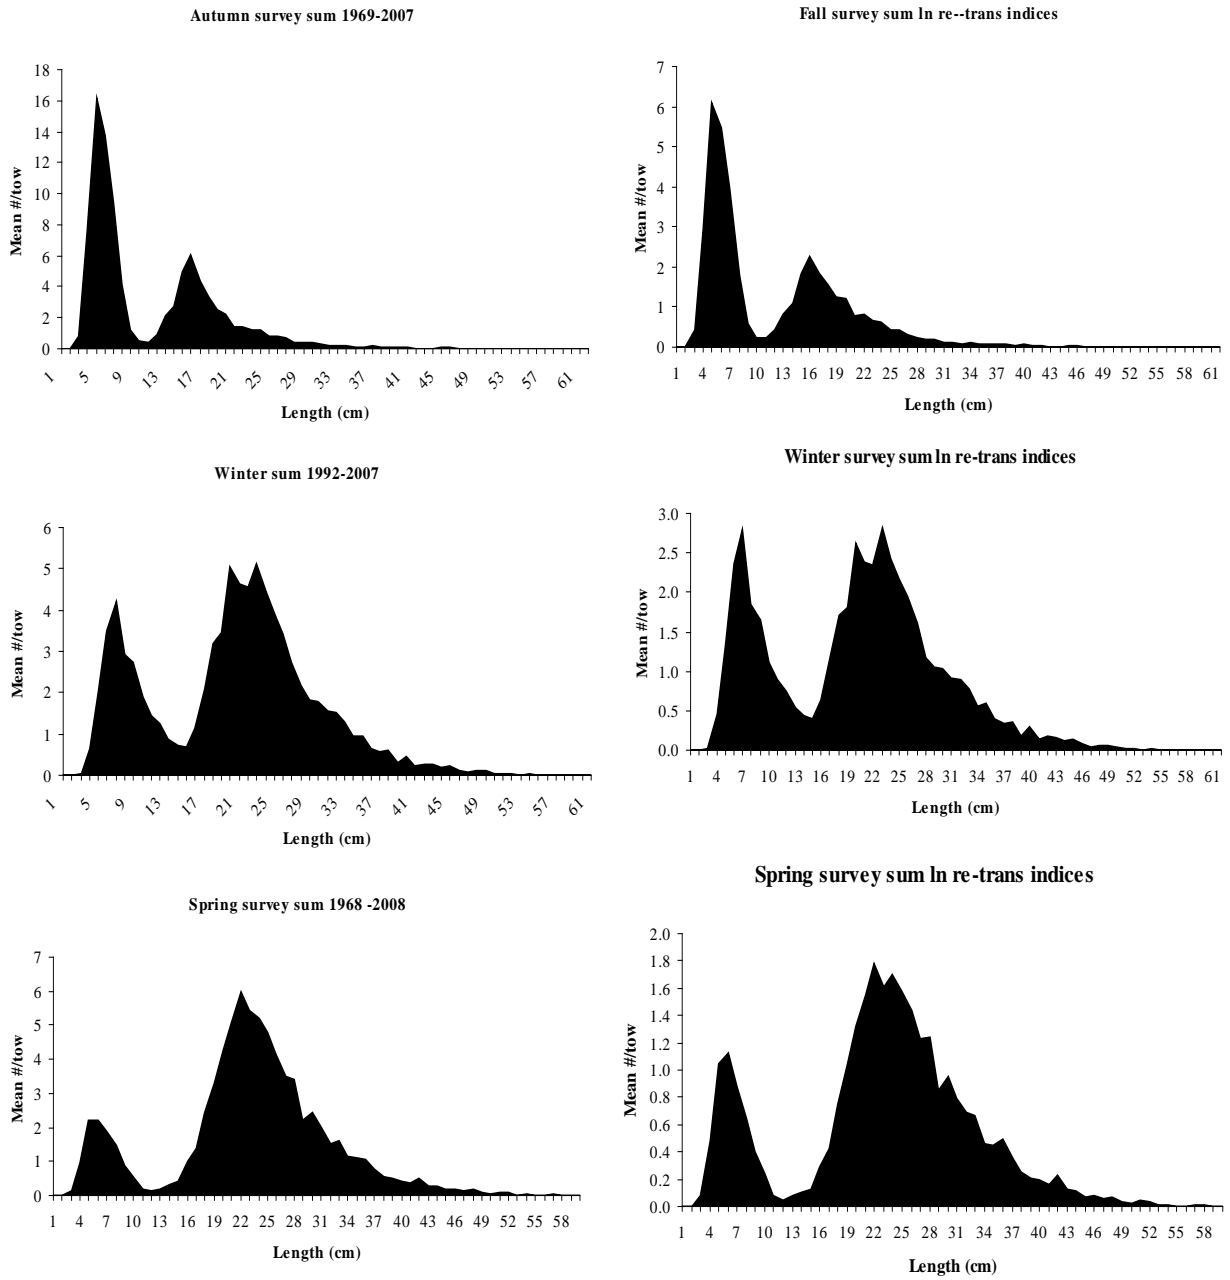 Autumn survey sum 1969-2007
18
16
14
12
10
8
6
4
2
0
Mean #/tow
1 5 9 13 17 21 25 29 33 37 41 45 49 53 57 61
Length (cm)
Fall survey sum ln re--trans indices
7
6
5
4
3
2
1
0
Mean #/tow
1 4 7 10 13 16 19 22 25 28 31 34 37 40 43 46 49 52 55 58 61
Length (cm)
Winter sum 1992-2007
6
5
4
3
2
1
0
Mean #/tow
1 5 9 13 17 21 25 29 33 37 41 45 49 53 57 61
Length (cm)
Winter survey sum ln re-trans indices
3.0
2.5
2.0
1.5
1.0
0.5
0.0
Mean #/tow
1 4 7 10 13 16 19 22 25 28 31 34 37 40 43 46 49 52 55 58 61
Length (cm)
Spring survey sum 1968 -2008
7
6
5
4
3
2
1
0
Mean #/tow
1 4 7 10 13 16 19 22 25 28 31 34 37 40 43 46 49 52 55 58
Length (cm)
Spring survey sum ln re-trans indices
2.0
1.8
1.6
1.4
1.2
1.0
0.8
0.6
0.4
0.2
0.0
Mean #/tow
1 4 7 10 13 16 19 22 25 28 31 34 37 40 43 46 49 52 55 58
Length (cm)